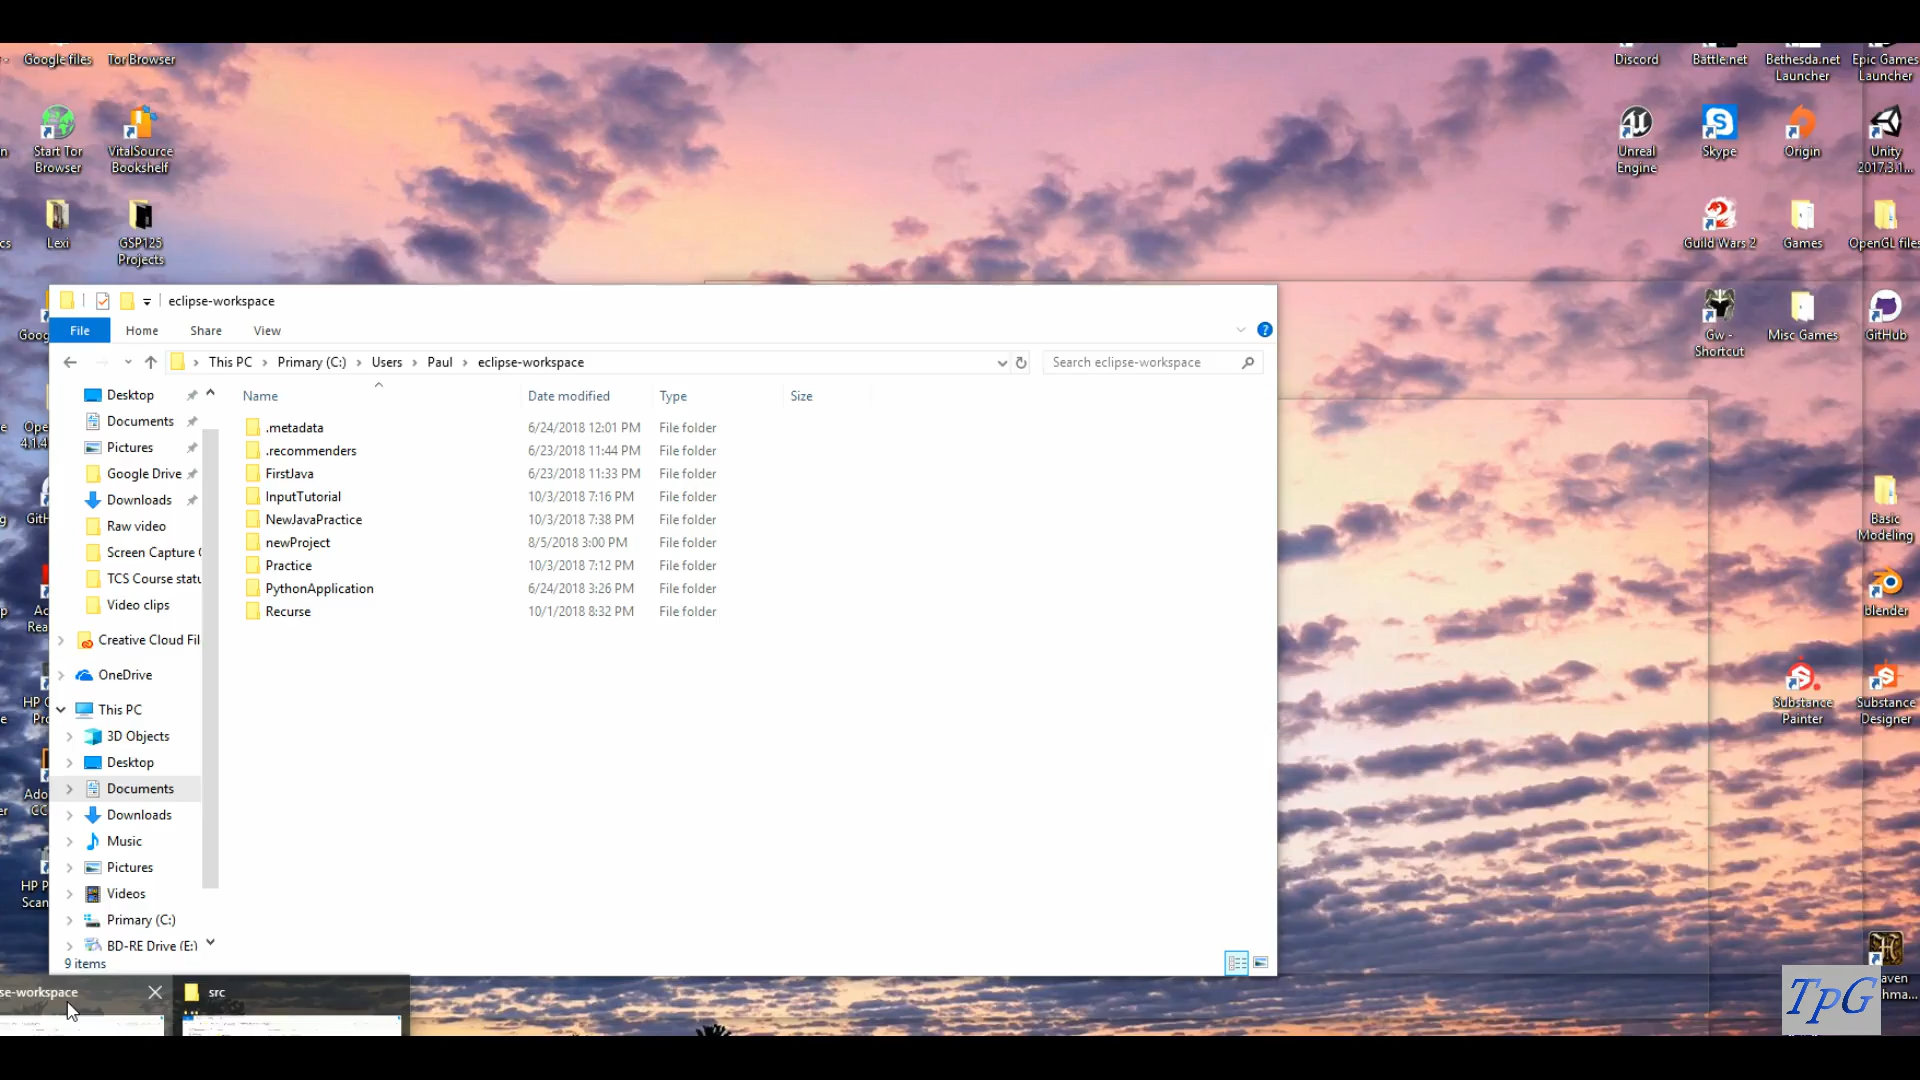 Google files
Tor Browser
Discord
Battle.net
Bethesda.net
Launcher
Epic Games
Launcher
Start Tor
Browser
VitalSource
Bookshelf
Unreal
Engine
Skype
Origin
Unity
2017.3.1...
Lexi
GSP125
Projects
Guild Wars 2
Games
OpenGL files
Gw -
Shortcut
Misc Games
GitHub
eclipse-workspace
File
Home
Share
View
This PC
Primary (C:)
Users
Paul
eclipse-workspace
Search eclipse-workspace
Name
Date modified
Type
Size
.metadata 6/24/2018 12:01 PM File folder
.recommenders 6/23/2018 11:44 PM File folder
FirstJava 6/23/2018 11:33 PM File folder
InputTutorial 10/3/2018 7:16 PM File folder
NewJavaPractice 10/3/2018 7:38 PM File folder
newProject 8/5/2018 3:00 PM File folder
Practice 10/3/2018 7:12 PM File folder
PythonApplication 6/24/2018 3:26 PM File folder
Recurse 10/1/2018 8:32 PM File folder
Desktop
Documents
Pictures
Google Drive
Downloads
Raw video
Screen Capture
TCS Course statu
Video clips
Creative Cloud Fil
OneDrive
This PC
3D Objects
Desktop
Documents
Downloads
Music
Pictures
Videos
Primary (C:)
BD-RE Drive (E:)
9 items
Basic
Modeling
blender
Substance
Painter
Substance
Designer
se-workspace
src
TpG